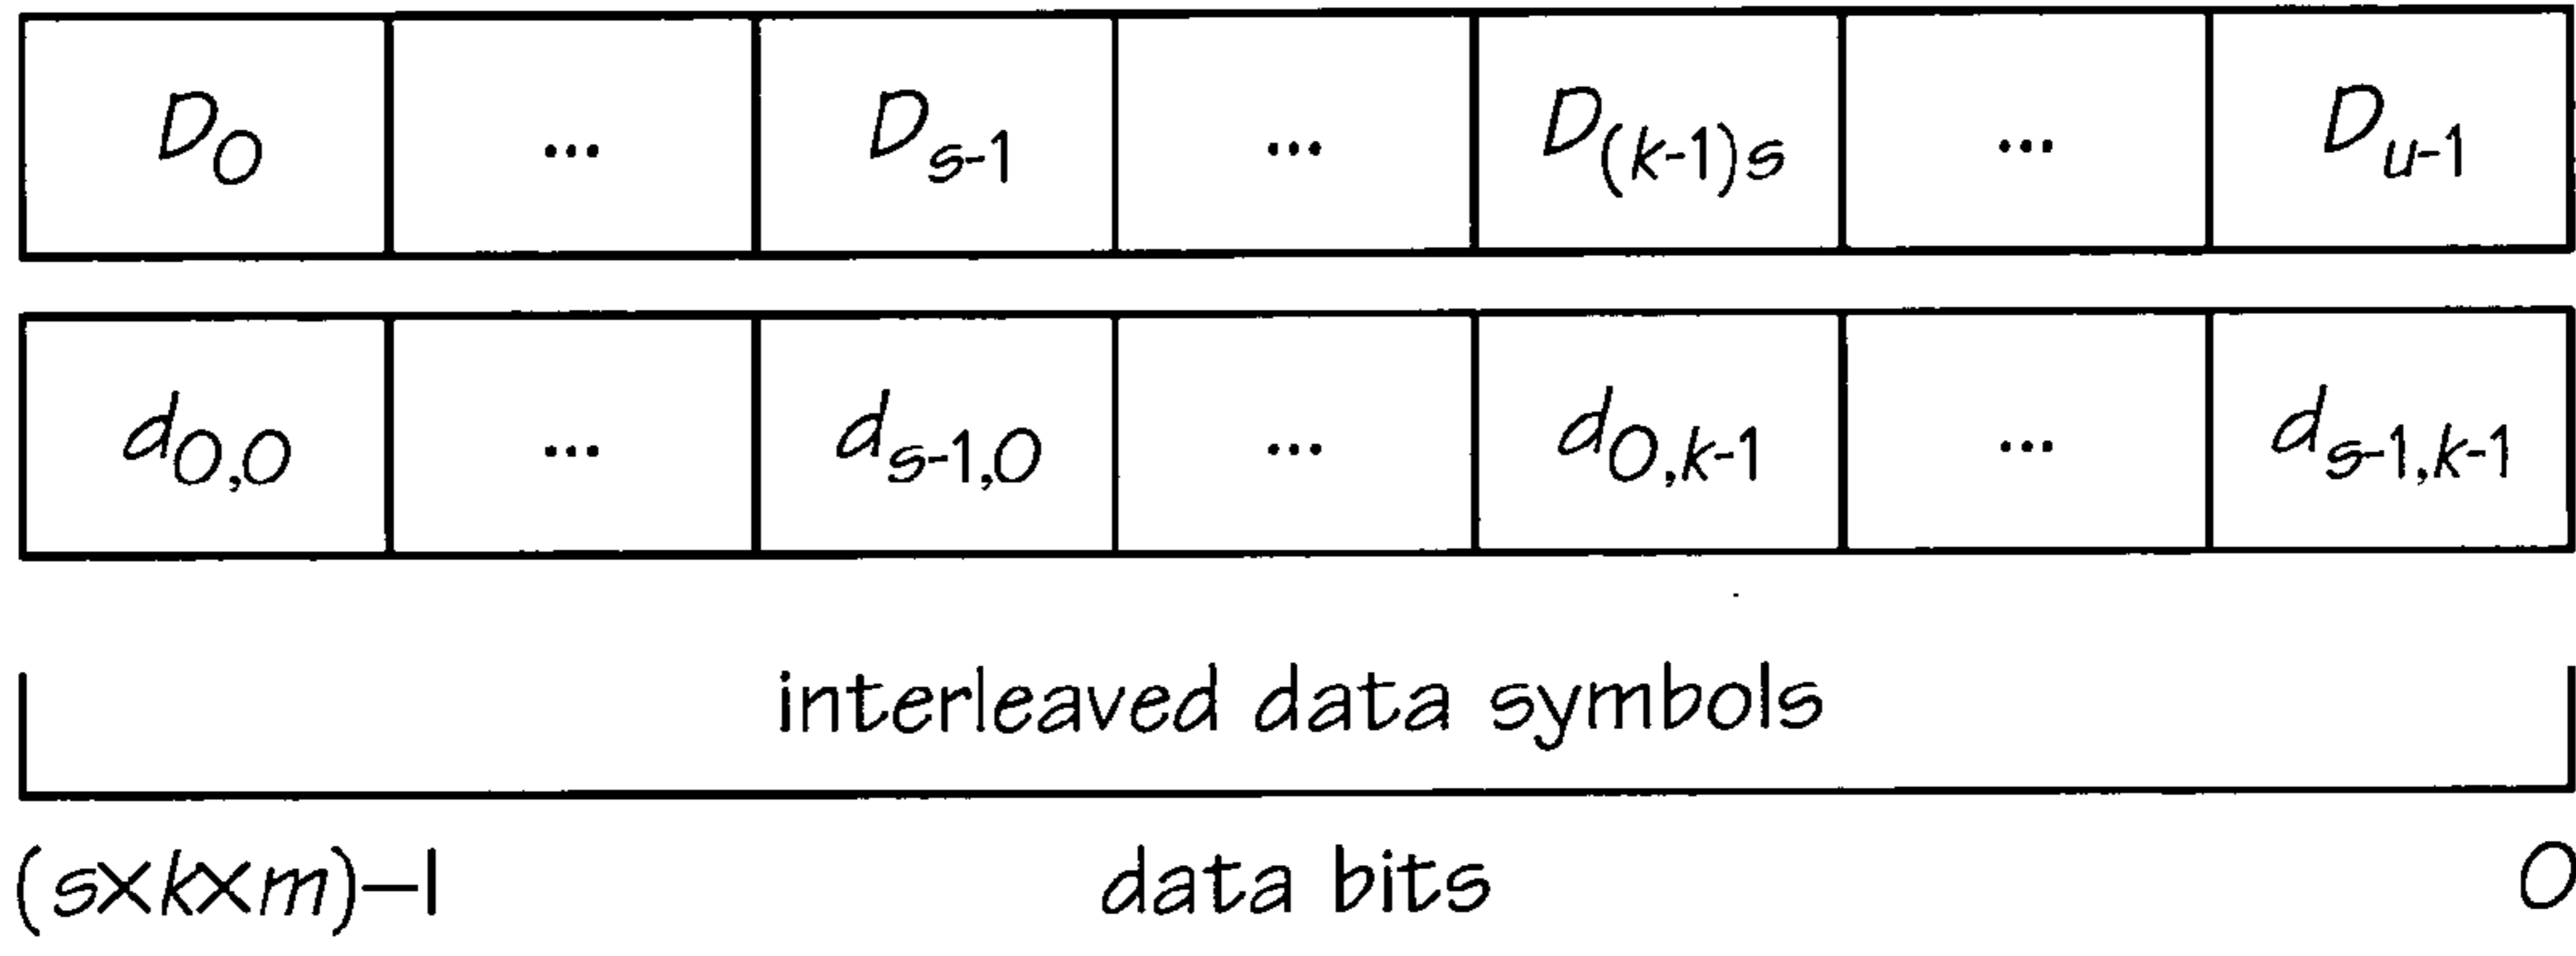 D0 ... Ds-1 ... D(k-1)s ... Du-1
d0,0 ... ds-1,0 ... d0,k-1 ... ds-1,k-1
interleaved data symbols
(s×k×m)–1 data bits 0